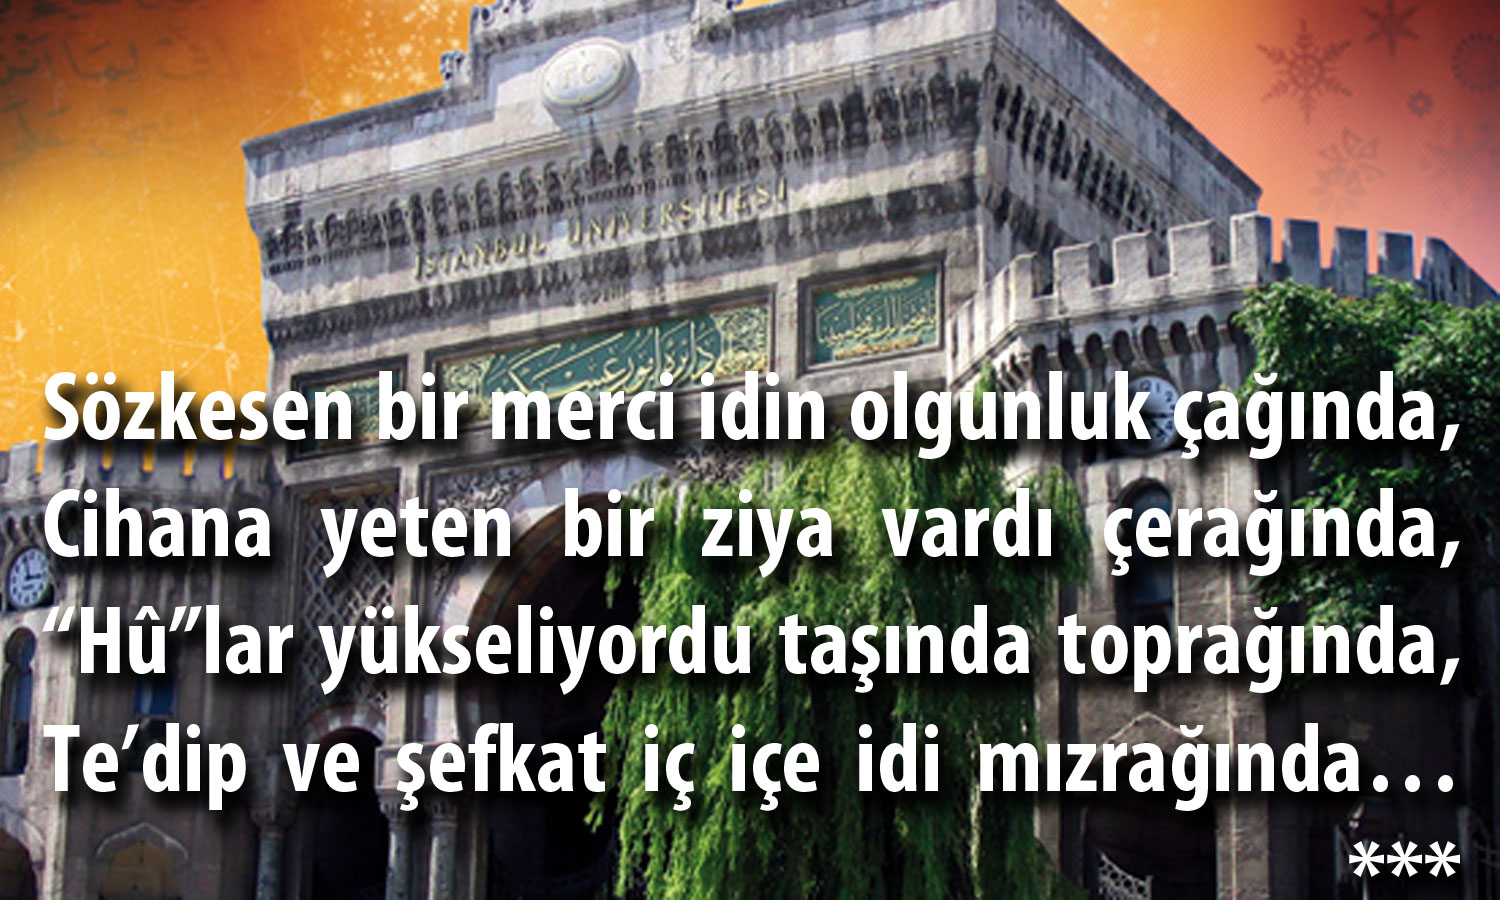 T.C.
İSTANBUL ÜNİVERSİTESİ
Sözkesen bir merci idin olgunluk çağında,
Cihana yeten bir ziya vardı çerağında,
“Hû”lar yükseliyordu taşında toprağında,
Te’dip ve şefkat iç içe idi mızrağında…
***